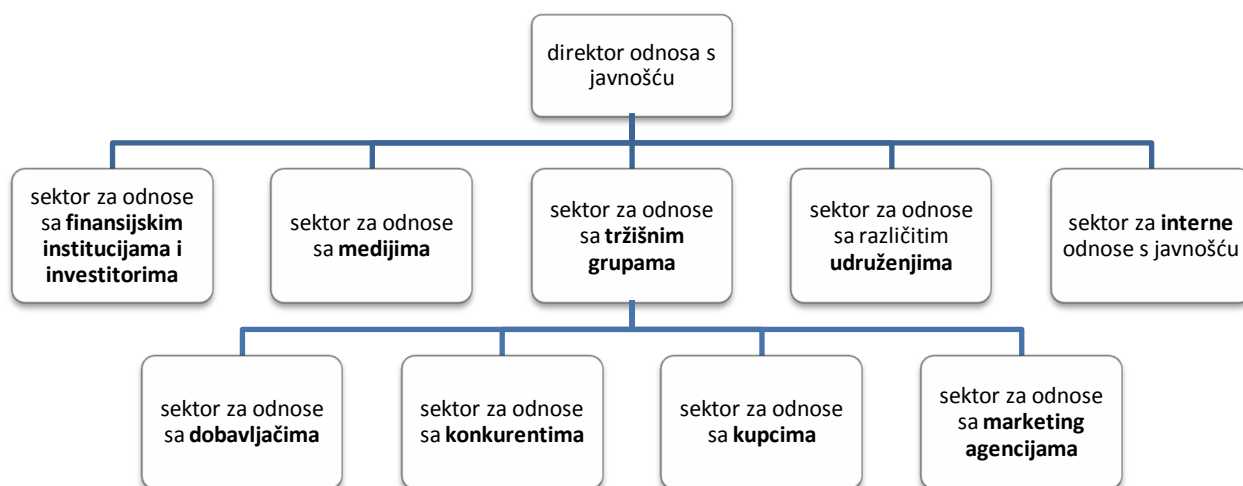 direktor odnosa s
javnošću
sektor za odnose
sa finansijskim
institucijama i
investitorima
sektor za odnose
sa medijima
sektor za odnose
sa tržišnim
grupama
sektor za odnose
sa različitim
udruženjima
sektor za interne
odnose s javnošću
sektor za odnose
sa dobavljačima
sektor za odnose
sa konkurentima
sektor za odnose
sa kupcima
sektor za odnose
sa marketing
agencijama